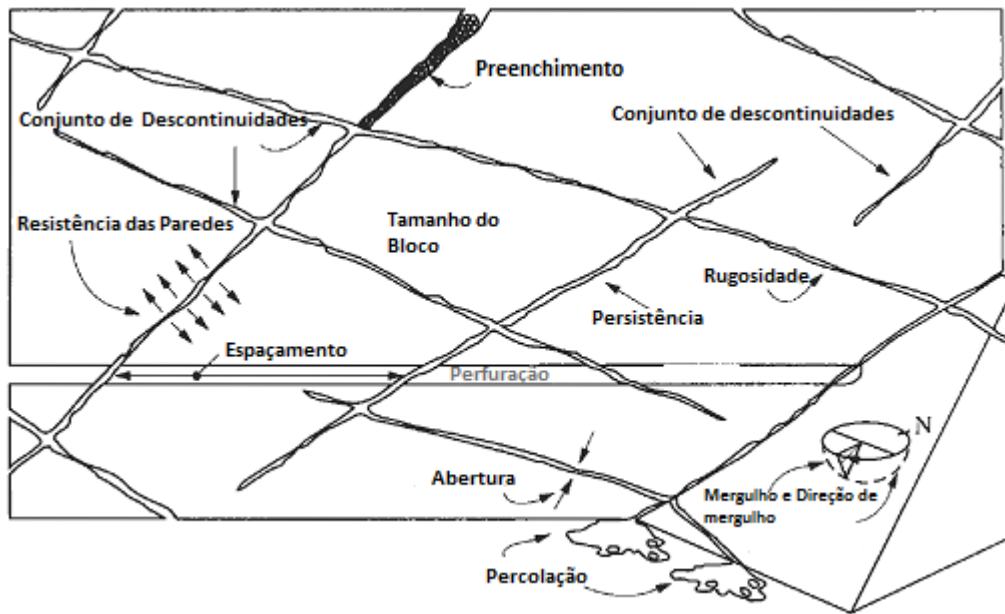 Preenchimento
Conjunto de Descontinuidades
Conjunto de descontinuidades
Resistência das Paredes
Tamanho do
Bloco
Rugosidade
Persistência
Espaçamento
Perfuração
N
Abertura
Mergulho e Direção de
mergulho
Percolação